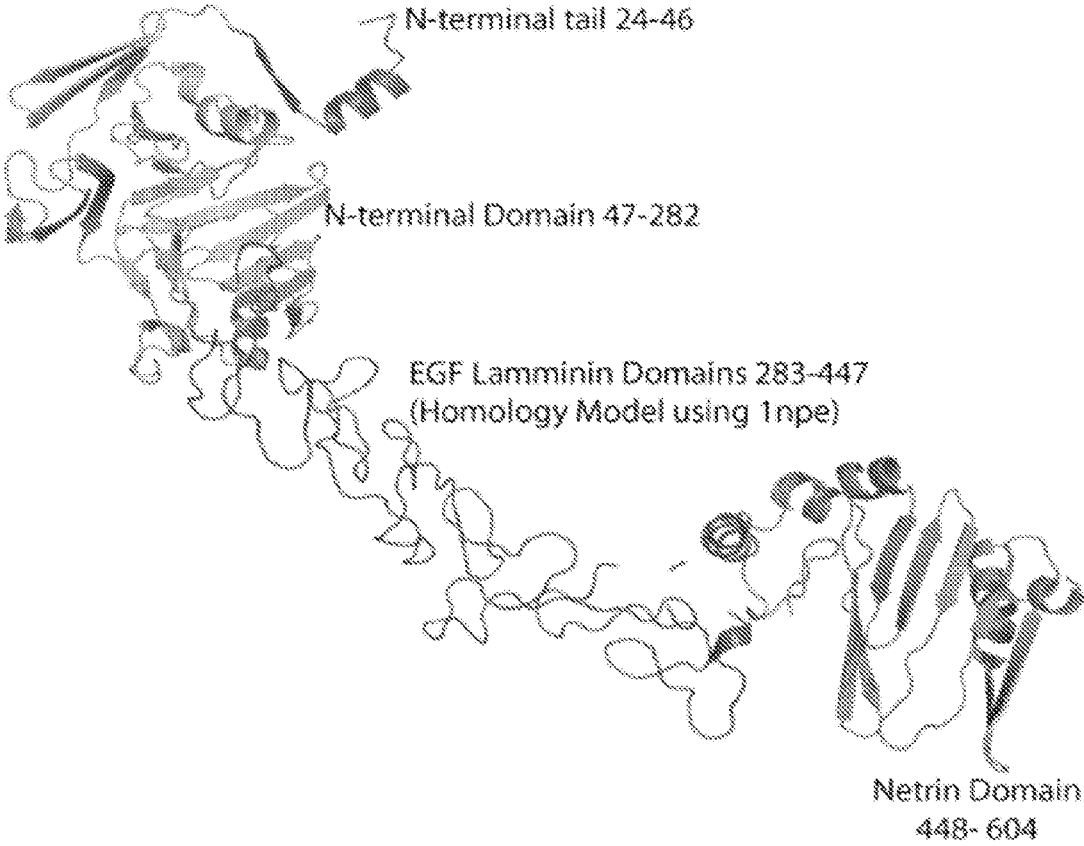 N-terminal tail 24-46
N-terminal Domain 47-282
EGF Lamminin Domains 283-447
(Homology Model using 1npe)
Netrin Domain
448- 604